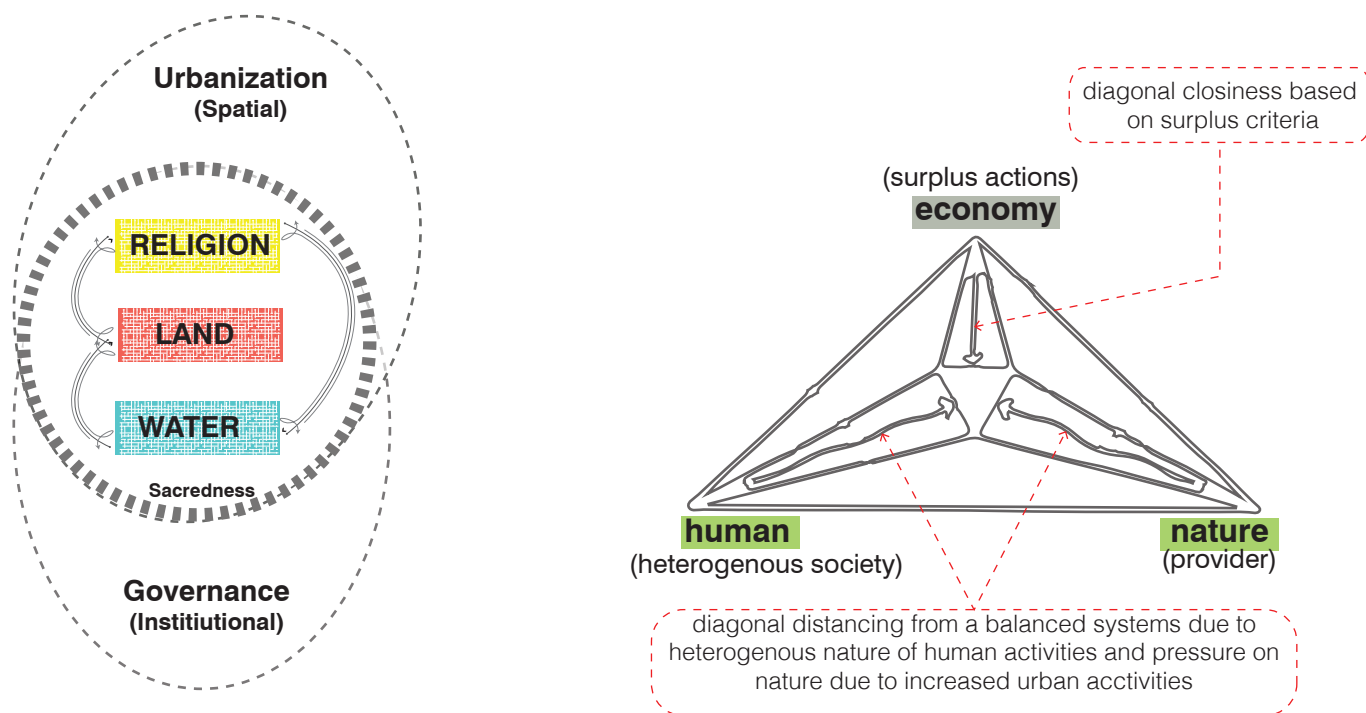 Urbanization
(Spatial)
RELIGION
LAND
WATER
Sacredness
Governance
(Institiutional)
diagonal closiness based
on surplus criteria
(surplus actions)
economy
human
(heterogenous society)
nature
(provider)
diagonal distancing from a balanced systems due to
heterogenous nature of human activities and pressure on
nature due to increased urban acctivities